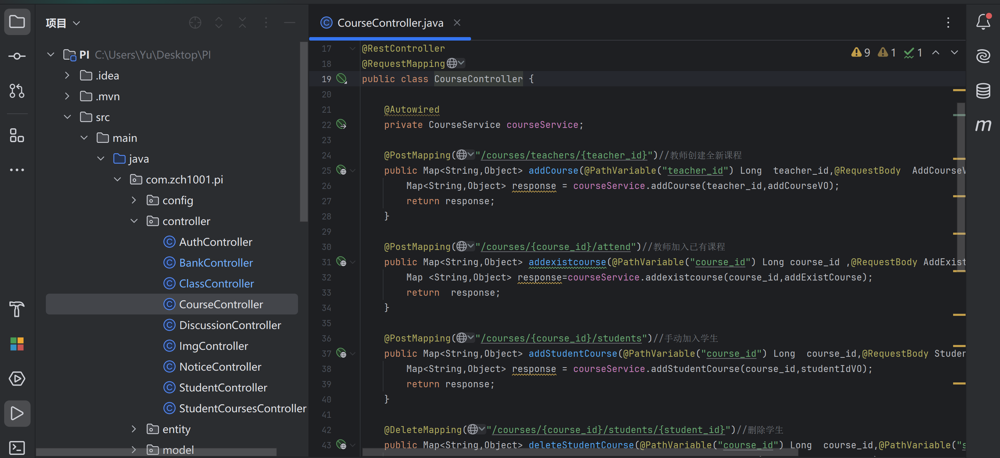 项目
PI C:\Users\Yu\Desktop\PI
.idea
.mvn
src
main
java
com.zch1001.pi
config
controller
AuthController
BankController
ClassController
CourseController
DiscussionController
ImgController
NoticeController
StudentController
StudentCoursesController
entity
model
CourseController.java
9 1 1
17 @RestController
18 @RequestMapping
19 public class CourseController {
20
21 @Autowired
22 private CourseService courseService;
23
24 @PostMapping("/courses/teachers/{teacher_id}")//教师创建全新课程
25 public Map<String,Object> addCourse(@PathVariable("teacher_id") Long  teacher_id,@RequestBody  AddCourseV
26 Map<String,Object> response = courseService.addCourse(teacher_id,addCourseVO);
27 return response;
28 }
29
30 @PostMapping("/courses/{course_id}/attend")//教师加入已有课程
31 public Map<String,Object> addexistcourse(@PathVariable("course_id") Long course_id ,@RequestBody AddExist
32 Map <String,Object> response=courseService.addexistcourse(course_id,addExistCourse);
33 return  response;
34 }
35
36 @PostMapping("/courses/{course_id}/students")//手动加入学生
37 public Map<String,Object> addStudentCourse(@PathVariable("course_id") Long  course_id,@RequestBody Studen
38 Map<String,Object> response = courseService.addStudentCourse(course_id,studentIdVO);
39 return response;
40 }
41
42 @DeleteMapping("/courses/{course_id}/students/{student_id}")//删除学生
43 public Map<String,Object> deleteStudentCourse(@PathVariable("course_id") Long  course_id,@PathVariable("s
m